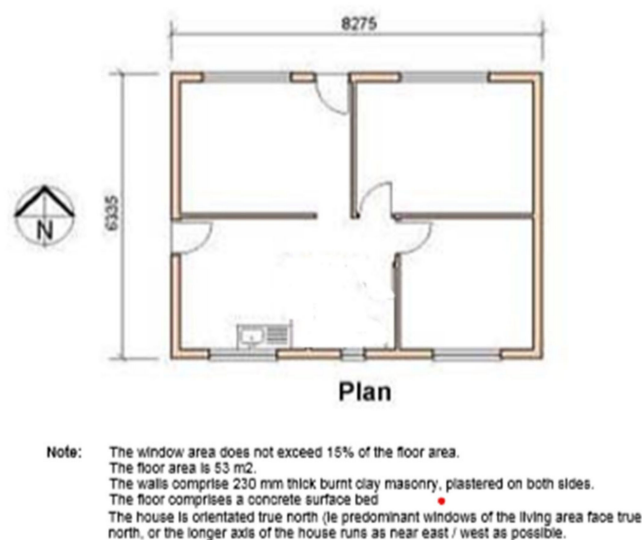 8275
6335
N
Plan
Note: The window area does not exceed 15% of the floor area.
The floor area is 53 m2.
The walls comprise 230 mm thick burnt clay masonry, plastered on both sides.
The floor comprises a concrete surface bed
The house is orientated true north (ie predominant windows of the living area face true
north, or the longer axis of the house runs as near east / west as possible.